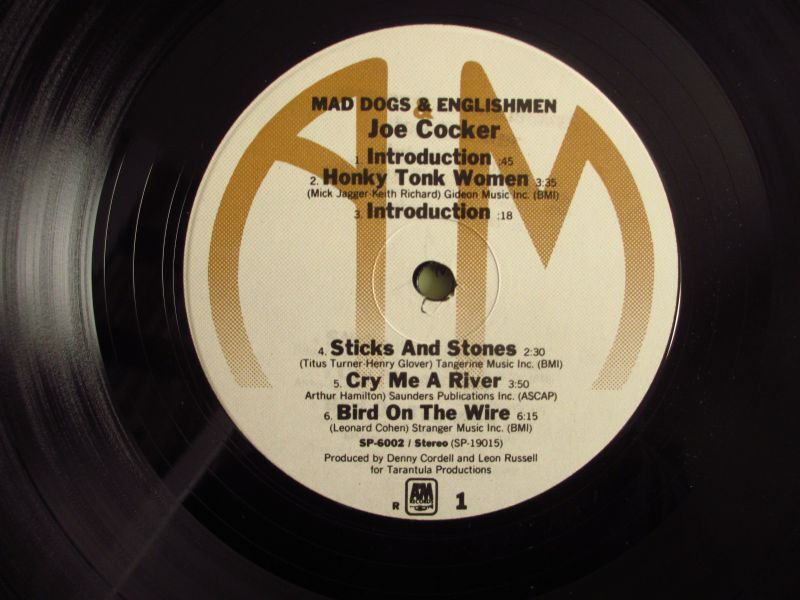 MAD DOGS & ENGLISHMEN
Joe Cocker
1. Introduction :45
2. Honky Tonk Women 3:35
(Mick Jagger-Keith Richard) Gideon Music Inc. (BMI)
3. Introduction :18
4. Sticks And Stones 2:30
(Titus Turner-Henry Glover) Tangerine Music Inc. (BMI)
5. Cry Me A River 3:50
Arthur Hamilton) Saunders Publications Inc. (ASCAP)
6. Bird On The Wire 6:15
(Leonard Cohen) Stranger Music Inc. (BMI)
SP-6002 / Stereo (SP-19015)
Produced by Denny Cordell and Leon Russell
for Tarantula Productions
R A&M RECORDS 1